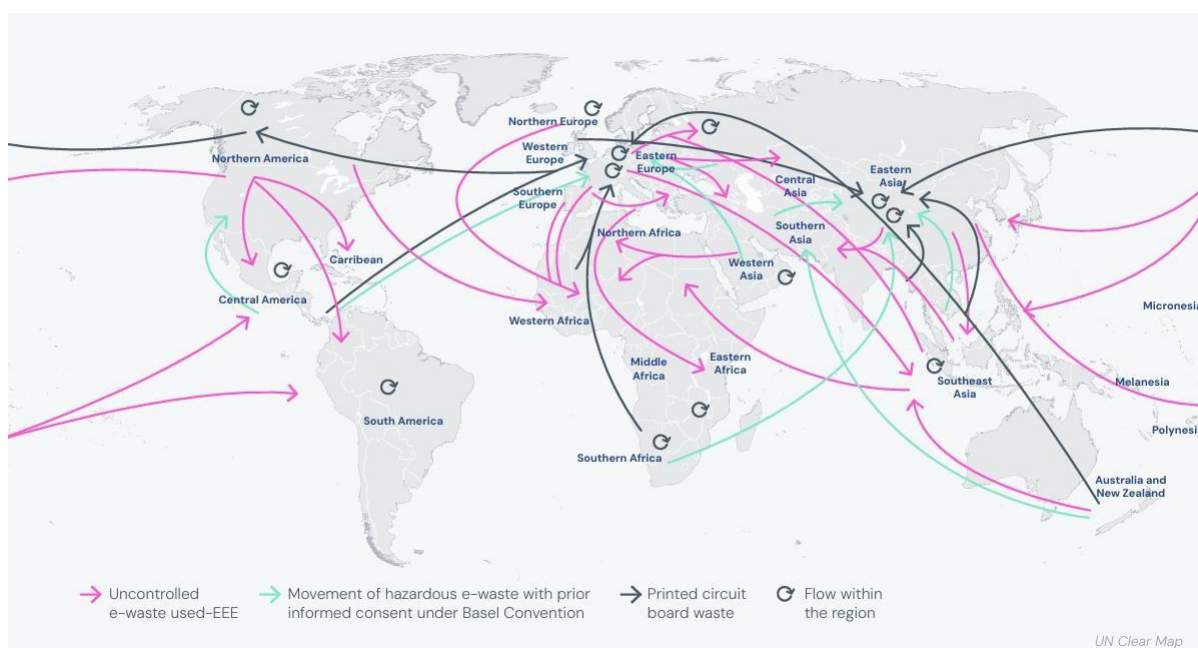 Northern Europe
Northern America
Western
Europe
Eastern
Europe
Eastern
Asia
Central
Asia
Southern
Europe
Northern Africa
Southern
Asia
Carribean
Western
Asia
Central America
Western Africa
Micronesia
Middle
Africa
Eastern
Africa
Southeast
Asia
Melanesia
South America
Polynesi
Southern Africa
Australia and
New Zealand
Uncontrolled
e-waste used-EEE
Movement of hazardous e-waste with prior
informed consent under Basel Convention
Printed circuit
board waste
Flow within
the region
UN Clear Map